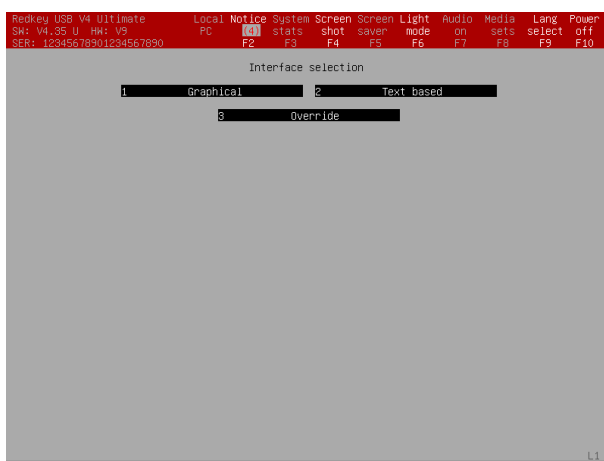 Redkey USB V4 Ultimate Local Notice System Screen Screen Light Audio Media Lang Power
SW: V4.35 U HW: V9 PC (4) stats shot saver mode on sets select off
SER: 12345678901234567890 F2 F3 F4 F5 F6 F7 F8 F9 F10
Interface selection
1 Graphical 2 Text based
3 Override
L1